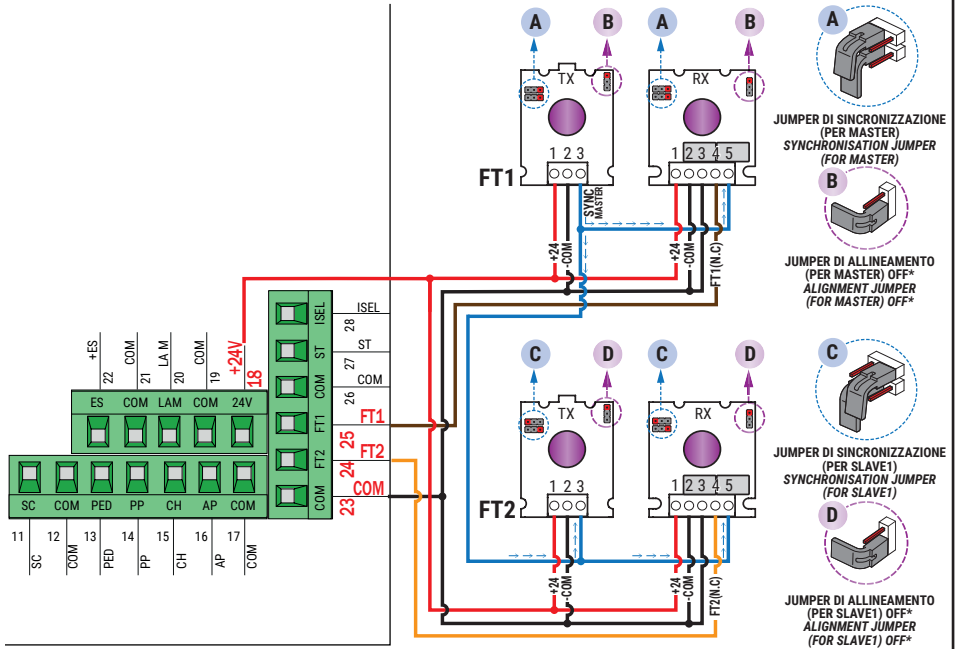 A
B
A
B
TX
RX
1 2 3
1 2 3 4 5
FT1
SYNC
MASTER
+24
-COM
+24
-COM
FT1(N.C)
A
JUMPER DI SINCRONIZZAZIONE
(PER MASTER)
SYNCHRONISATION JUMPER
(FOR MASTER)
B
JUMPER DI ALLINEAMENTO
(PER MASTER) OFF*
ALIGNMENT JUMPER
(FOR MASTER) OFF*
C
D
C
D
TX
RX
1 2 3
1 2 3 4 5
FT2
+24
-COM
+24
-COM
FT2(N.C)
C
JUMPER DI SINCRONIZZAZIONE
(PER SLAVE1)
SYNCHRONISATION JUMPER
(FOR SLAVE1)
D
JUMPER DI ALLINEAMENTO
(PER SLAVE1) OFF*
ALIGNMENT JUMPER
(FOR SLAVE1) OFF*
ISEL
28
ISEL
ST
27
ST
COM
26
COM
FT1
25
FT1
FT2
24
FT2
COM
23
COM
+ES
22
COM
21
LA M
20
COM
19
+24V
18
ES COM LAM COM 24V
SC COM PED PP CH AP COM
11
SC
12
COM
13
PED
14
PP
15
CH
16
AP
17
COM